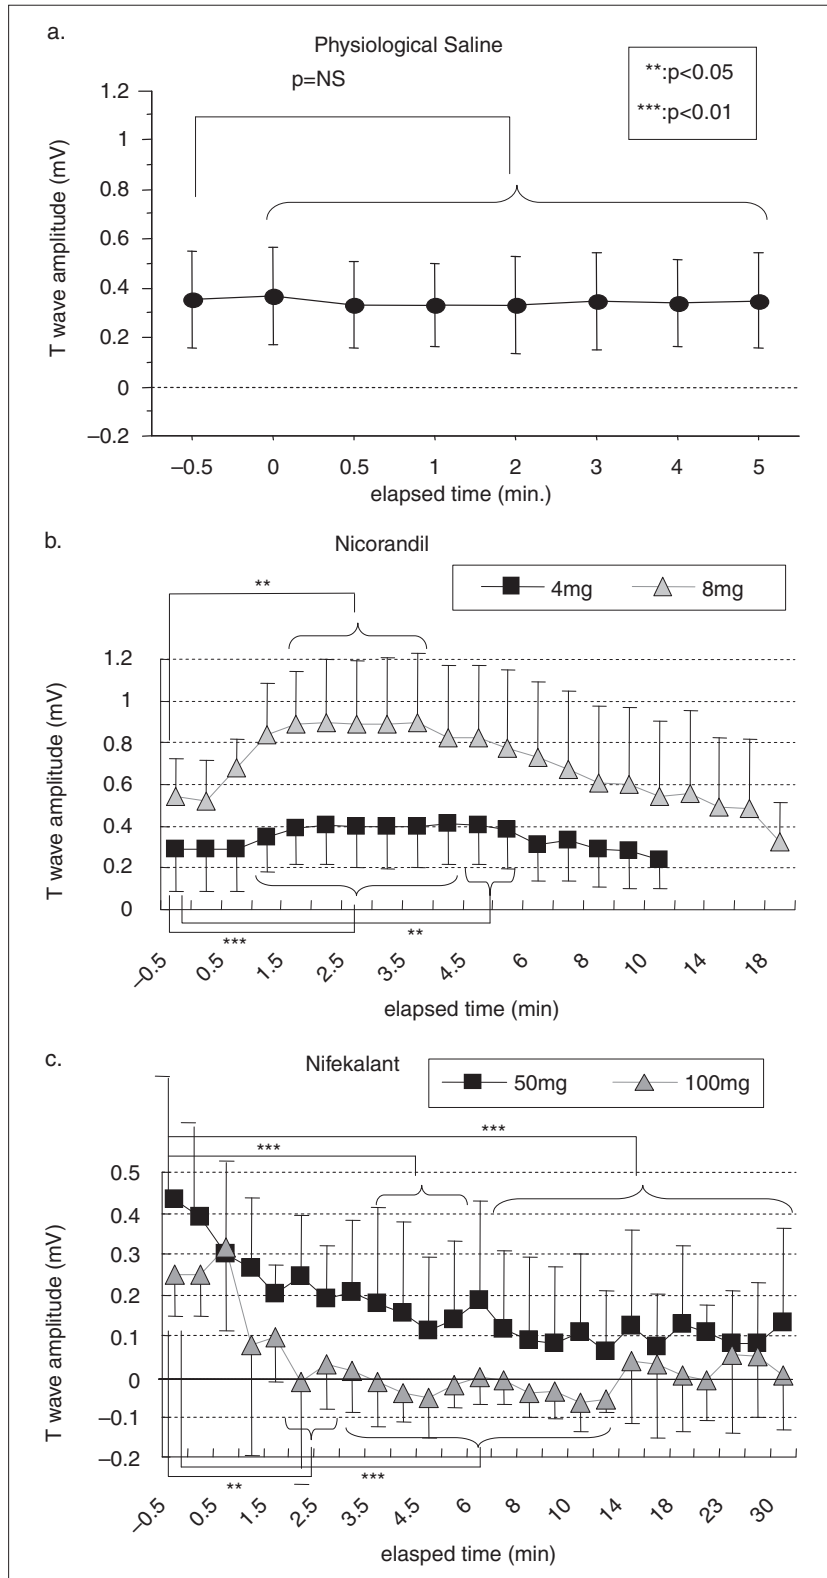 a.
Physiological Saline
p=NS
**:p<0.05
***:p<0.01
T wave amplitude (mV)
1.2
1
0.8
0.6
0.4
0.2
0
–0.2
–0.5 0 0.5 1 2 3 4 5
elapsed time (min.)
b.
Nicorandil
4mg 8mg
**
T wave amplitude (mV)
1.2
1
0.8
0.6
0.4
0.2
0
*** **
–0.5 0.5 1.5 2.5 3.5 4.5 6 8 10 14 18
elapsed time (min)
c.
Nifekalant
50mg 100mg
*** ***
T wave amplitude (mV)
0.5
0.4
0.3
0.2
0.1
0
–0.1
–0.2
** ***
–0.5 0.5 1.5 2.5 3.5 4.5 6 8 10 14 18 23 30
elasped time (min)